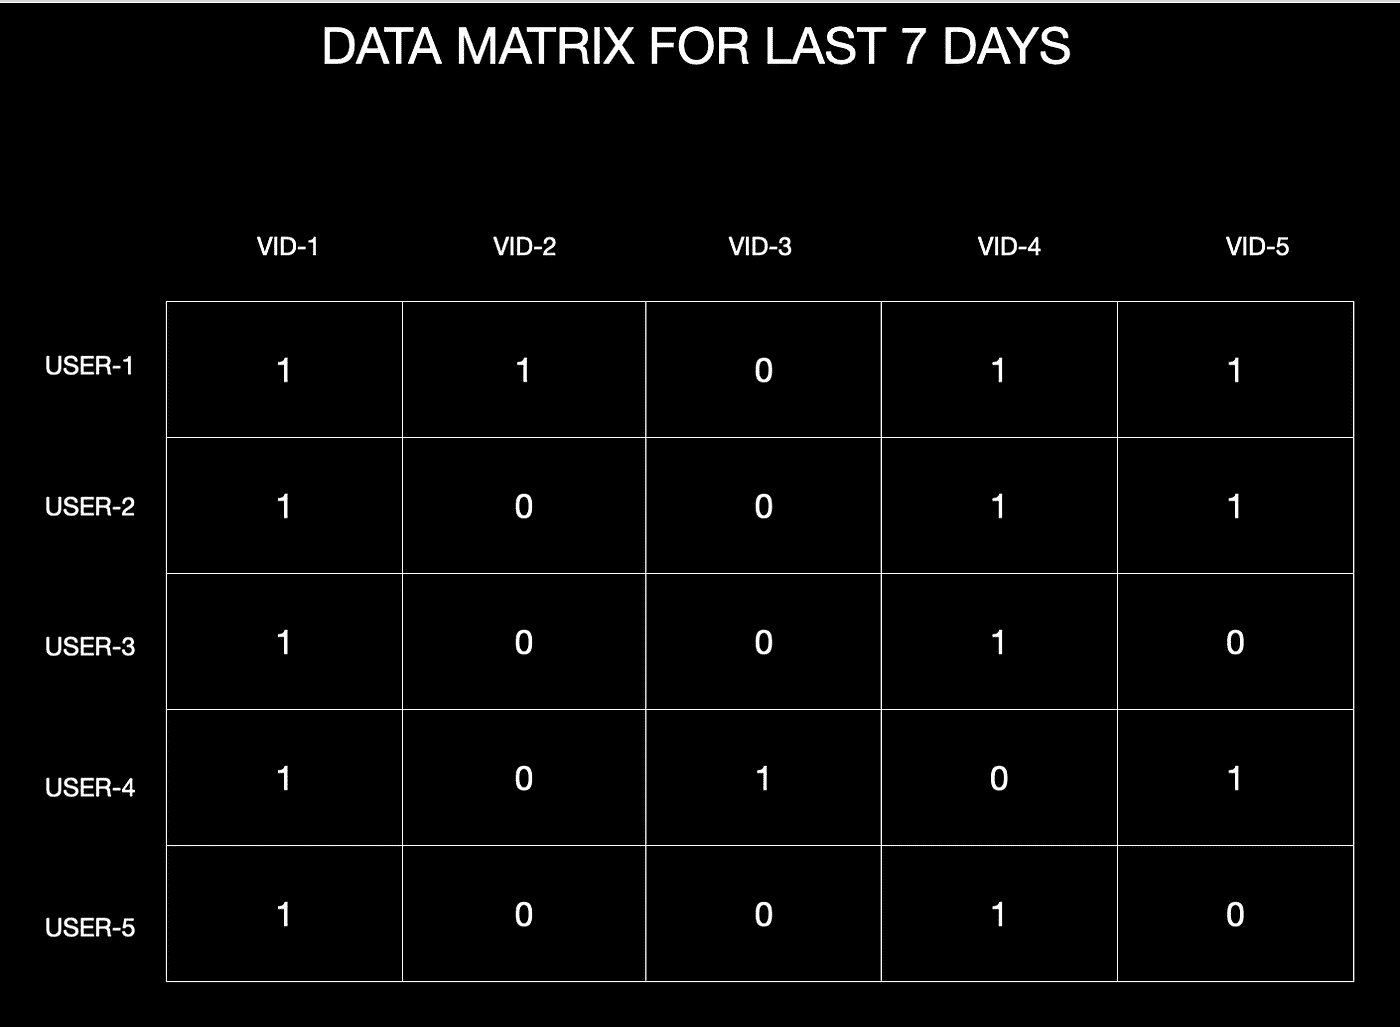 DATA MATRIX FOR LAST 7 DAYS
VID-1 VID-2 VID-3 VID-4 VID-5
USER-1 1 1 0 1 1
USER-2 1 0 0 1 1
USER-3 1 0 0 1 0
USER-4 1 0 1 0 1
USER-5 1 0 0 1 0